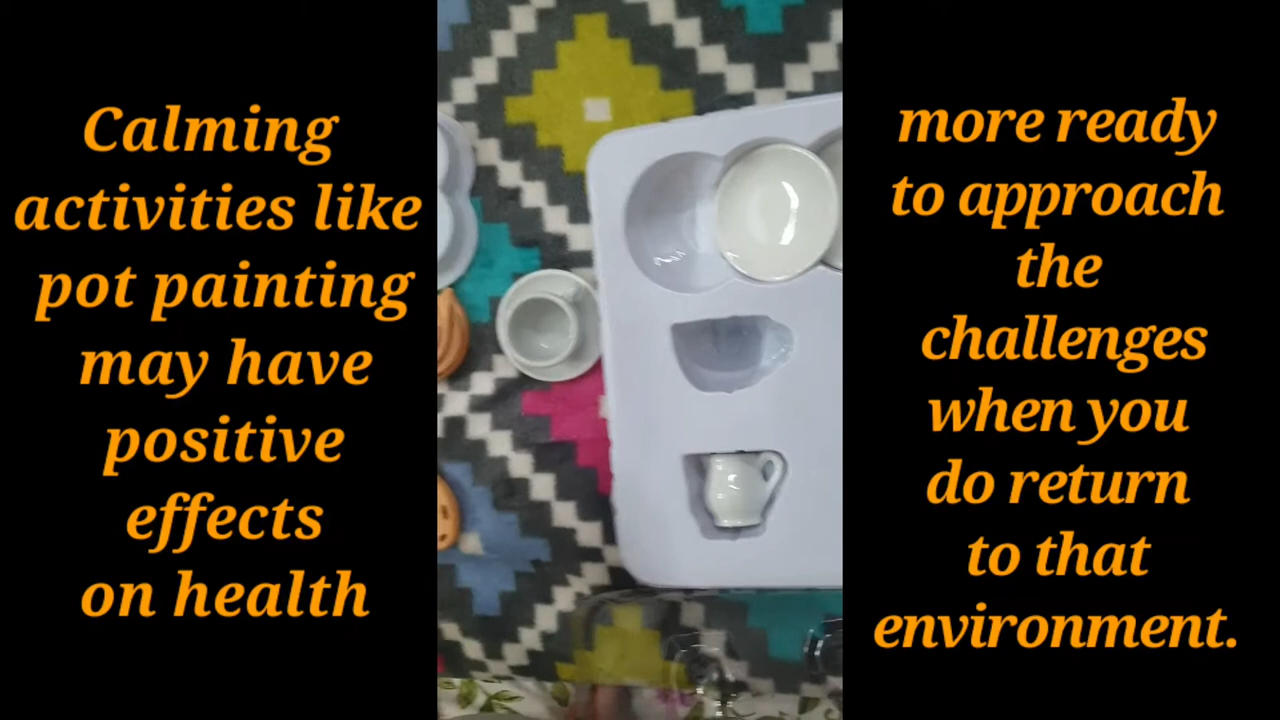 Calming
activities like
pot painting
may have
positive
effects
on health
more ready
to approach
the
challenges
when you
do return
to that
environment.